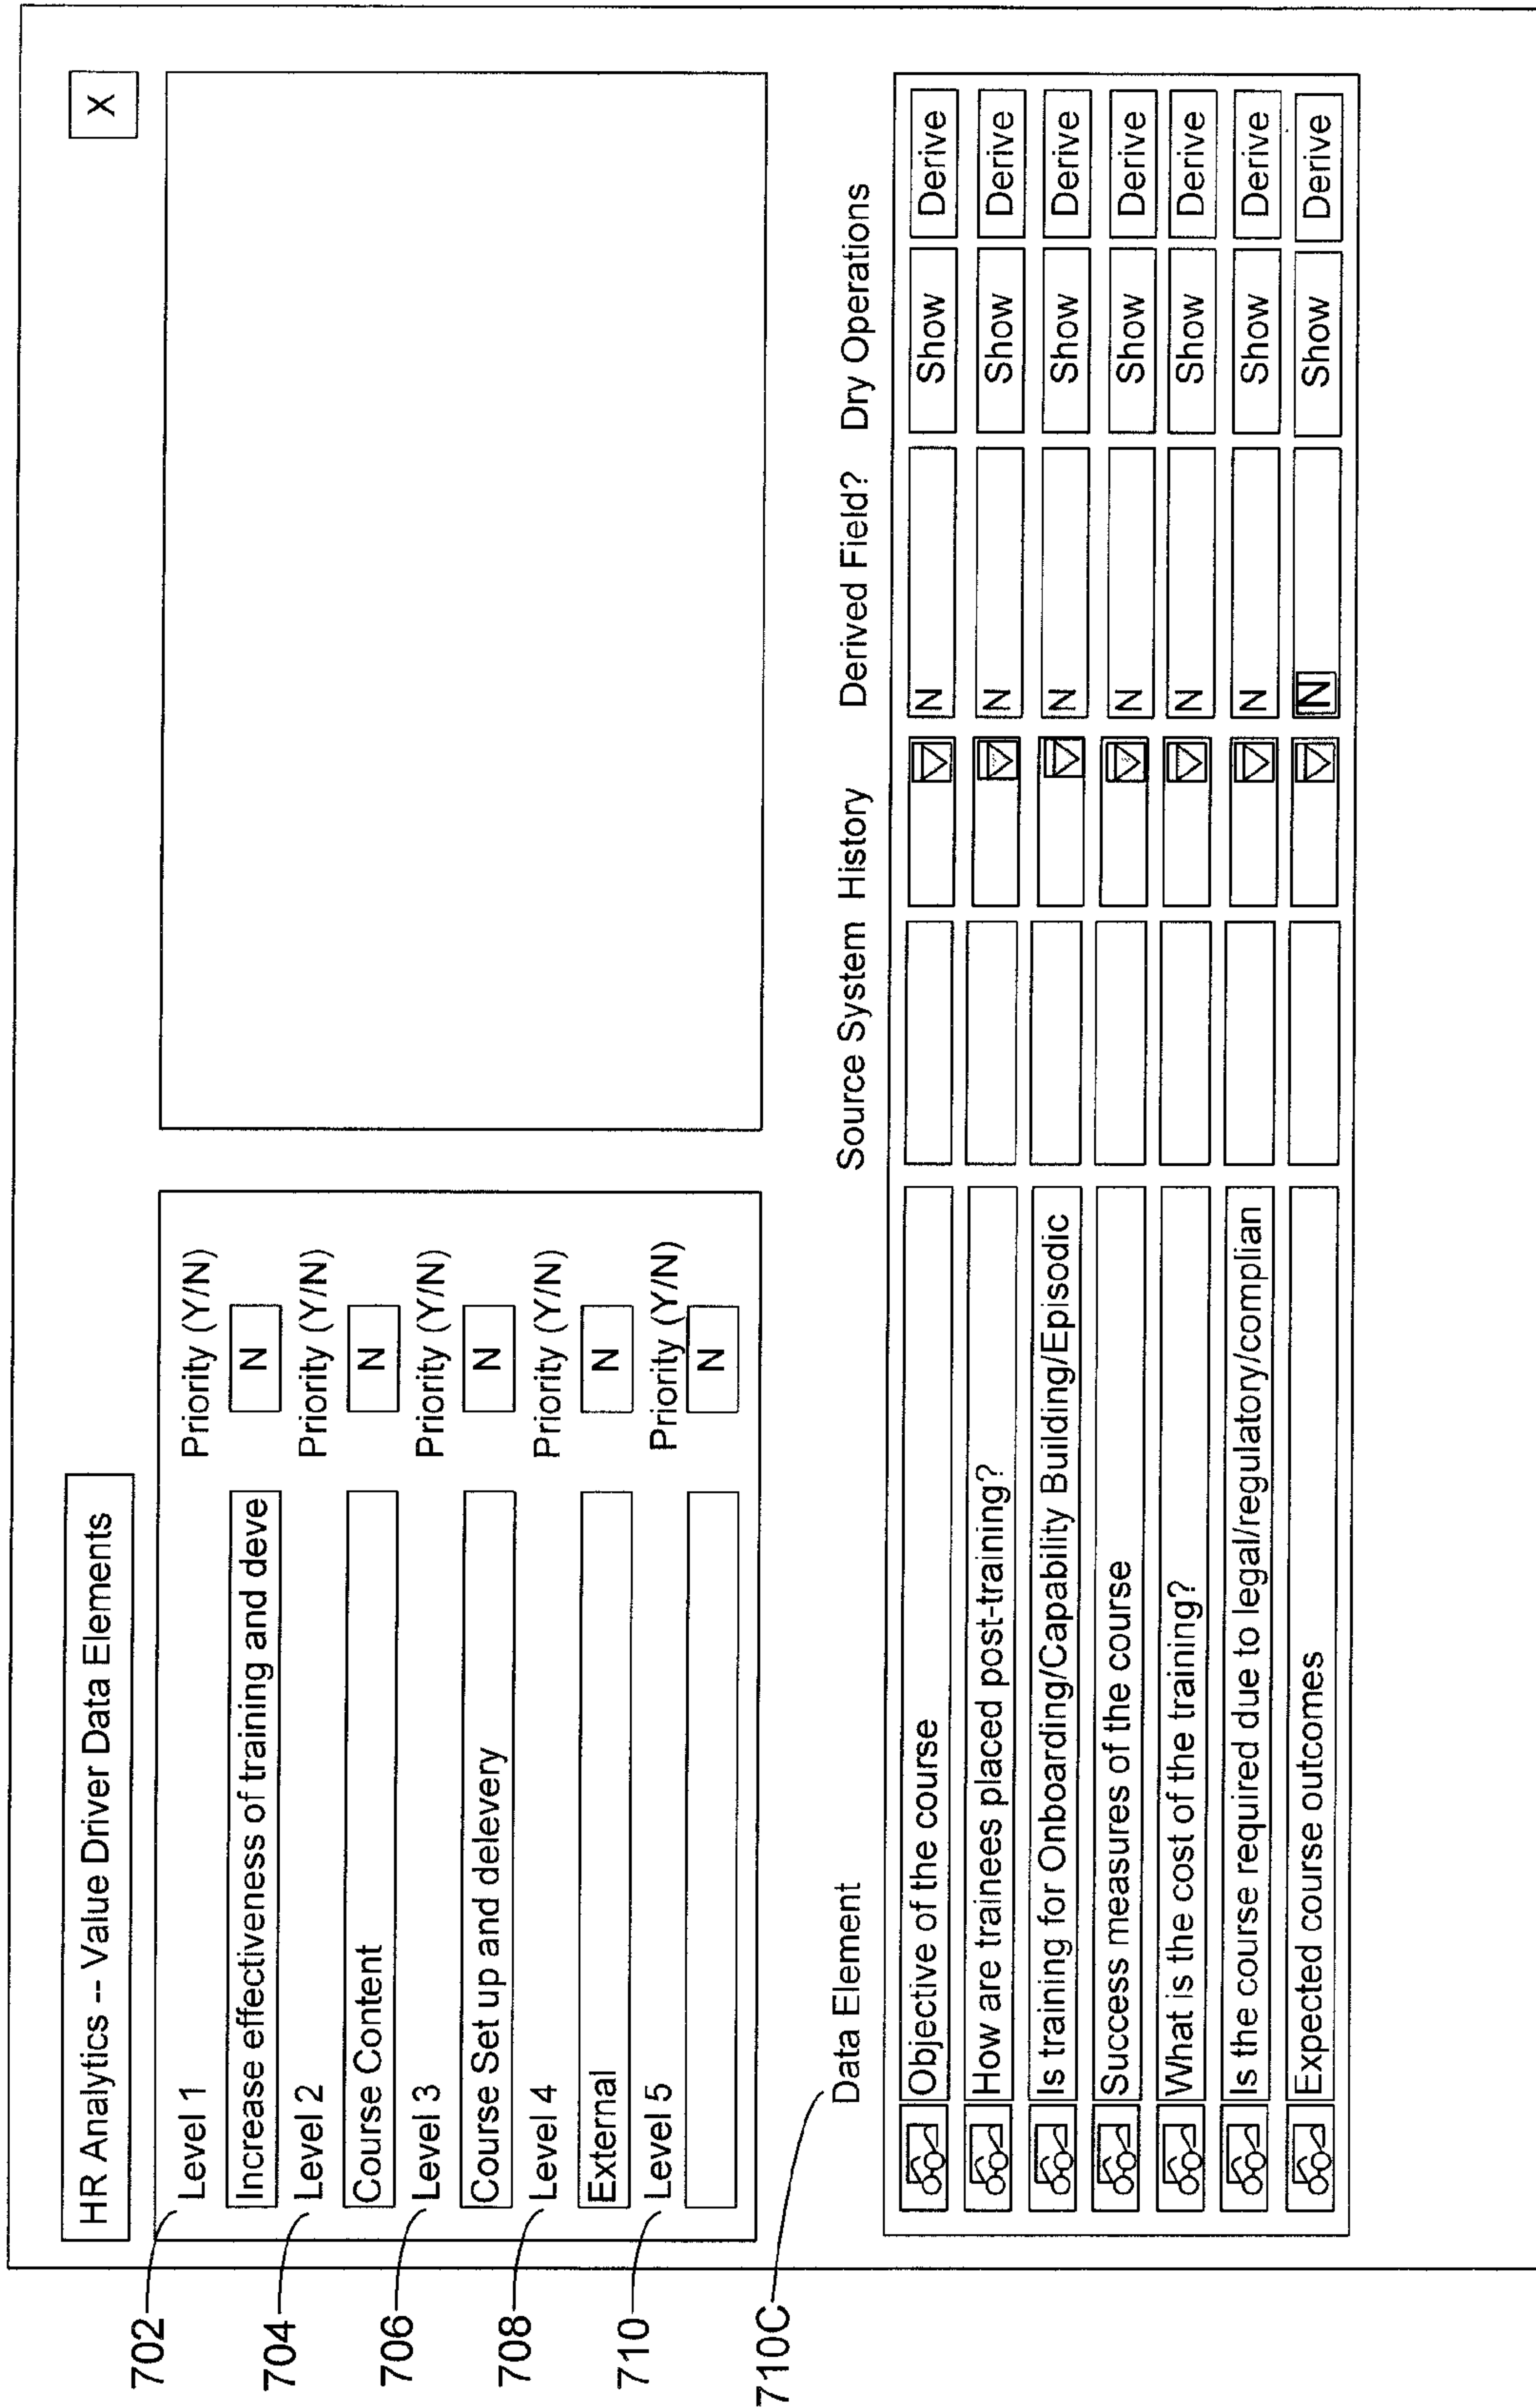 HR Analytics -- Value Driver Data Elements
X
702
Level 1 Priority (Y/N)
Increase effectiveness of training and deve N
704
Level 2 Priority (Y/N)
Course Content N
706
Level 3 Priority (Y/N)
Course Set up and delevery N
708
Level 4 Priority (Y/N)
External N
710
Level 5 Priority (Y/N)
N
710C
Data Element Source System History Derived Field? Dry Operations
Objective of the course N Show Derive
How are trainees placed post-training? N Show Derive
Is training for Onboarding/Capability Building/Episodic N Show Derive
Success measures of the course N Show Derive
What is the cost of the training? N Show Derive
Is the course required due to legal/regulatory/complian N Show Derive
Expected course outcomes N Show Derive